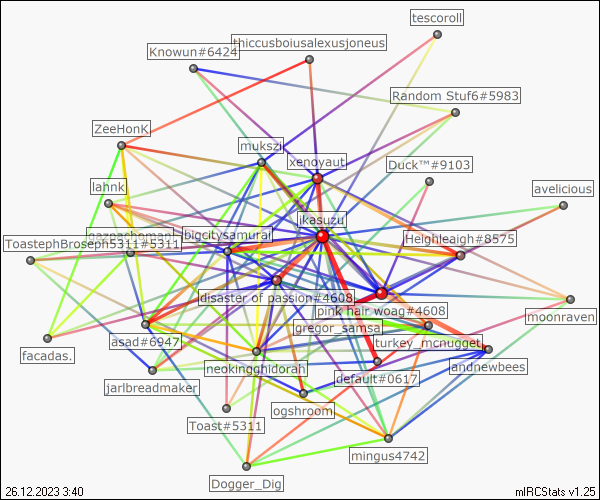 tescoroll
thiccusboiusalexusjoneus
Knowun#6424
Random Stuf6#5983
ZeeHonK
mukszi
xenoyaut
Duck™#9103
lahnk
avelicious
jikasuzu
bigcitysamurai
Heighleaigh#8575
ToastephBroseph5311#5311
disaster of passion#4608
pink hair woag#4608
moonraven
gregor_samsa
asad#6947
turkey_mcnugget
facadas.
neokingghidorah
andnewbees
default#0617
jarlbreadmaker
ogshroom
Toast#5311
mingus4742
Dogger_Dig
26.12.2023 3:40
mIRCStats v1.25